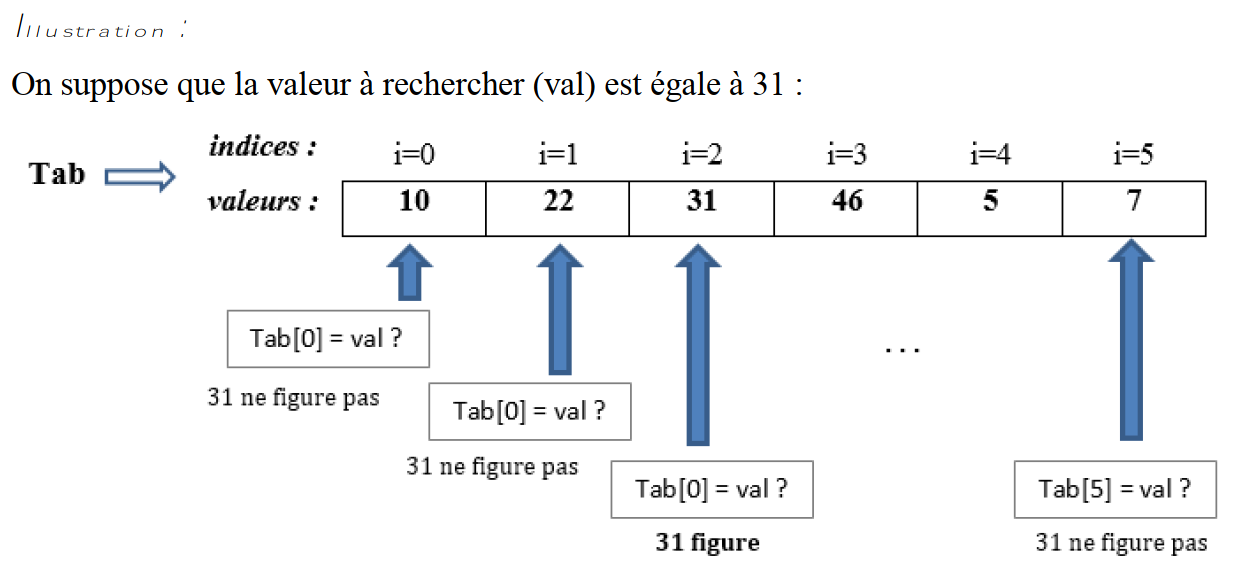 Illustration :
On suppose que la valeur à rechercher (val) est égale à 31 :
indices : i=0 i=1 i=2 i=3 i=4 i=5
Tab
valeurs : 10 22 31 46 5 7
Tab[0] = val ?
31 ne figure pas
Tab[0] = val ?
31 ne figure pas
Tab[0] = val ?
31 figure
...
Tab[5] = val ?
31 ne figure pas